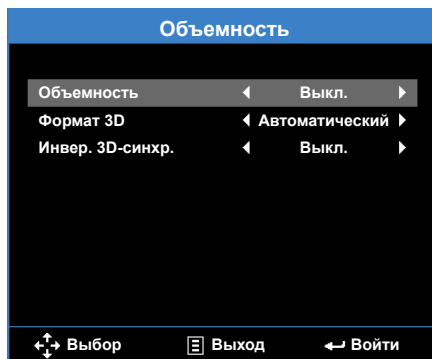 Объемность
Объемность Выкл.
Формат 3D Автоматический
Инвер. 3D-синхр. Выкл.
Выбор Выход Войти